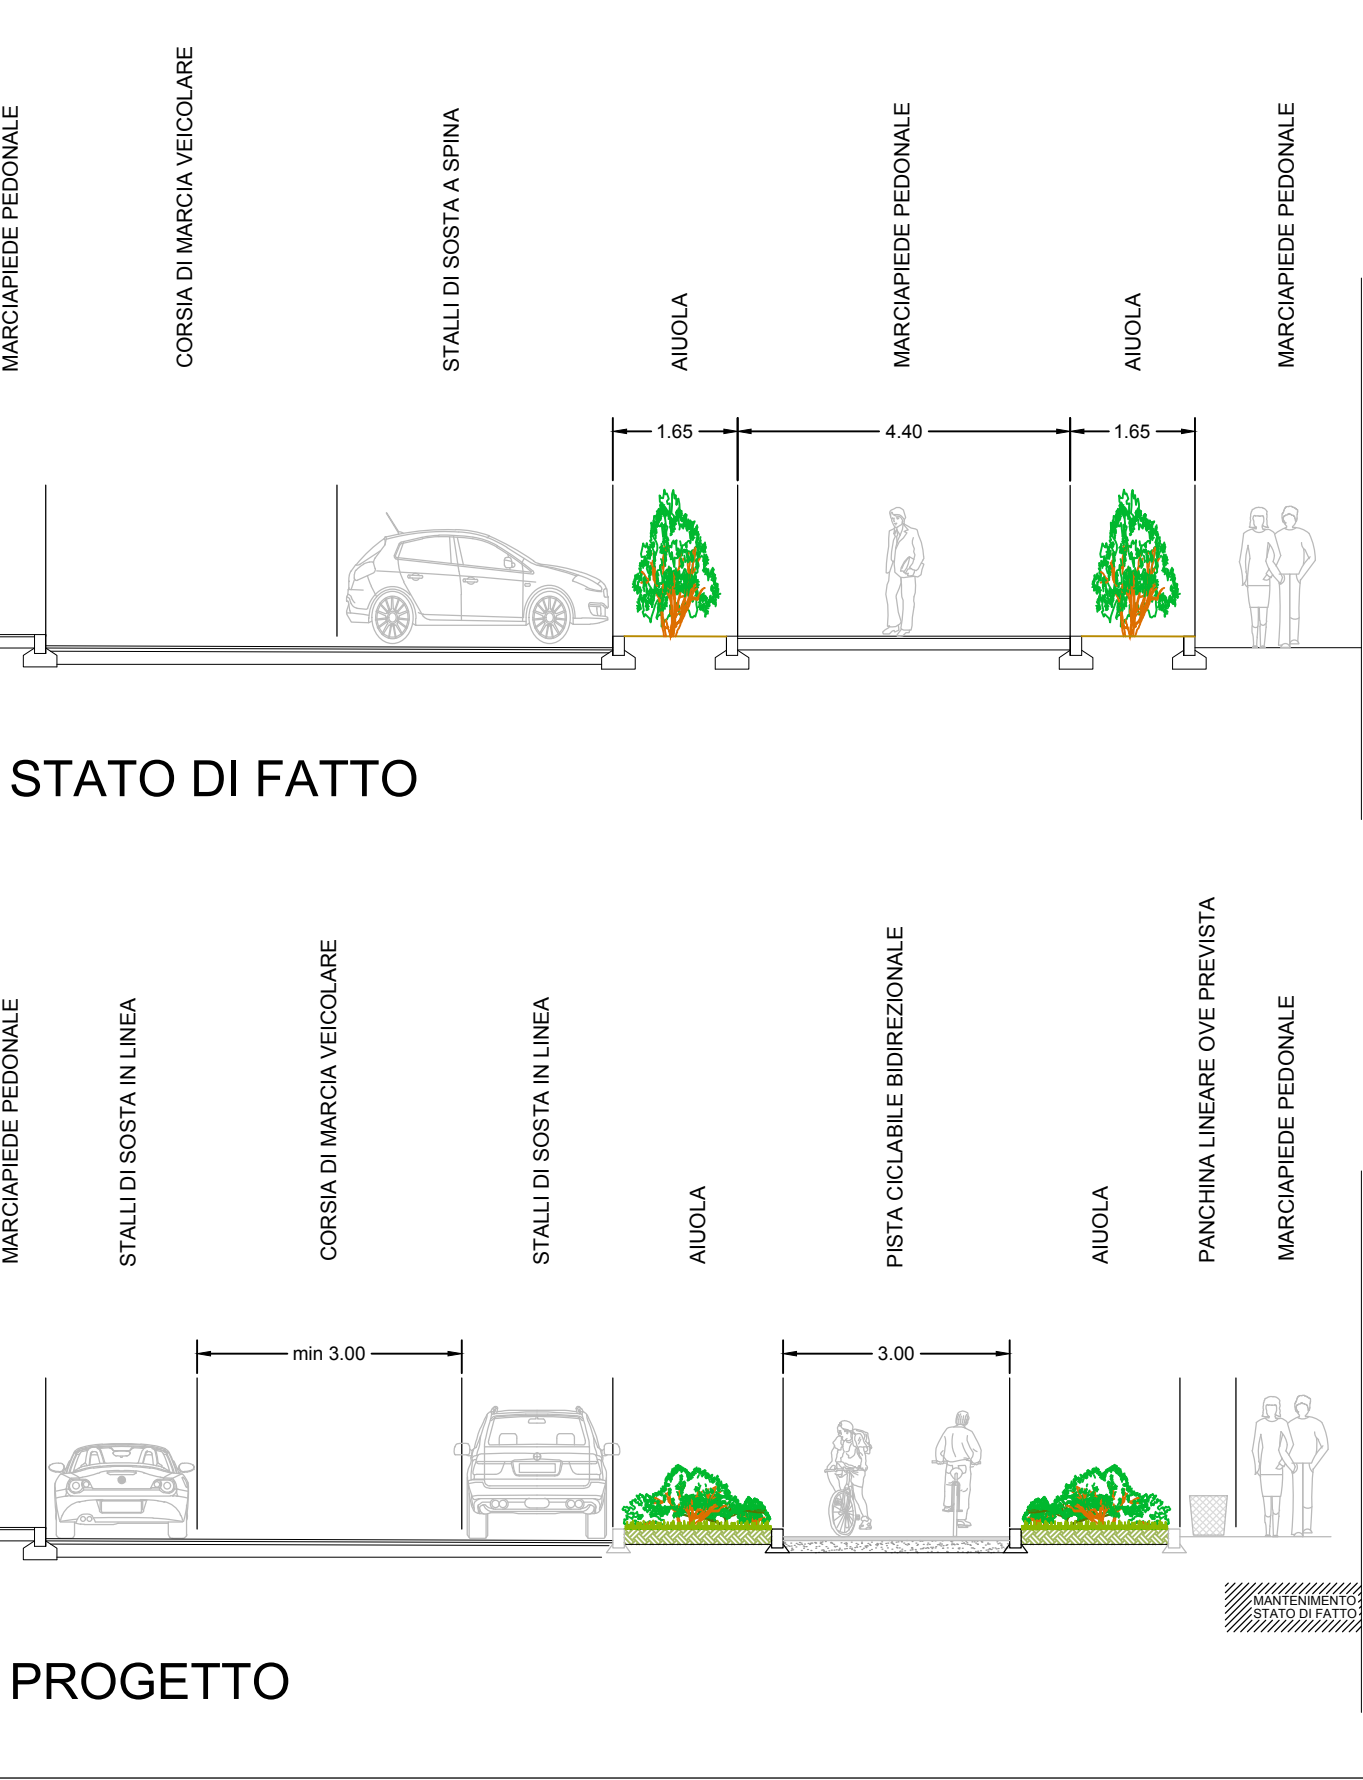 MARCIAPIEDE PEDONALE
CORSIA DI MARCIA VEICOLARE
STALLI DI SOSTA A SPINA
AIUOLA
MARCIAPIEDE PEDONALE
AIUOLA
MARCIAPIEDE PEDONALE
1.65
4.40
1.65
STATO DI FATTO
MARCIAPIEDE PEDONALE
STALLI DI SOSTA IN LINEA
CORSIA DI MARCIA VEICOLARE
STALLI DI SOSTA IN LINEA
AIUOLA
PISTA CICLABILE BIDIREZIONALE
AIUOLA
PANCHINA LINEARE OVE PREVISTA
MARCIAPIEDE PEDONALE
min 3.00
3.00
MANTENIMENTO
STATO DI FATTO
PROGETTO